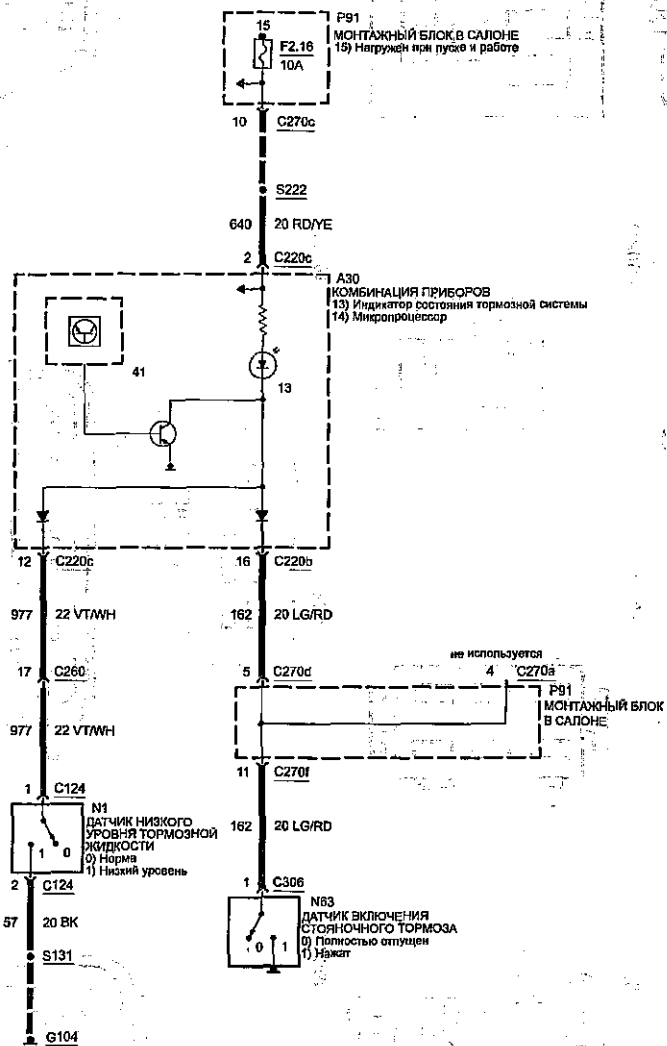 P91
МОНТАЖНЫЙ БЛОК В САЛОНЕ
15) Нагружен при пуске и работе
15
F2.16
10A
10 C270c
S222
640 20 RD/YE
2 C220c
A30
КОМБИНАЦИЯ ПРИБОРОВ
13) Индикатор состояния тормозной системы
14) Микропроцессор
41
13
12 C220c
16 C220b
977 22 VT/WH
162 20 LG/RD
не используется
17 C260
5 C270d
4 C270a
P91
МОНТАЖНЫЙ БЛОК
В САЛОНЕ
977 22 VT/WH
11 C270f
1 C124
N1
ДАТЧИК НИЗКОГО
УРОВНЯ ТОРМОЗНОЙ
ЖИДКОСТИ
0) Норма
1) Низкий уровень
1 0
162 20 LG/RD
2 C124
1 C306
N63
ДАТЧИК ВКЛЮЧЕНИЯ
СТОЯНОЧНОГО ТОРМОЗА
0) Полностью отпущен
1) Нажат
0 1
57 20 BK
S131
G104